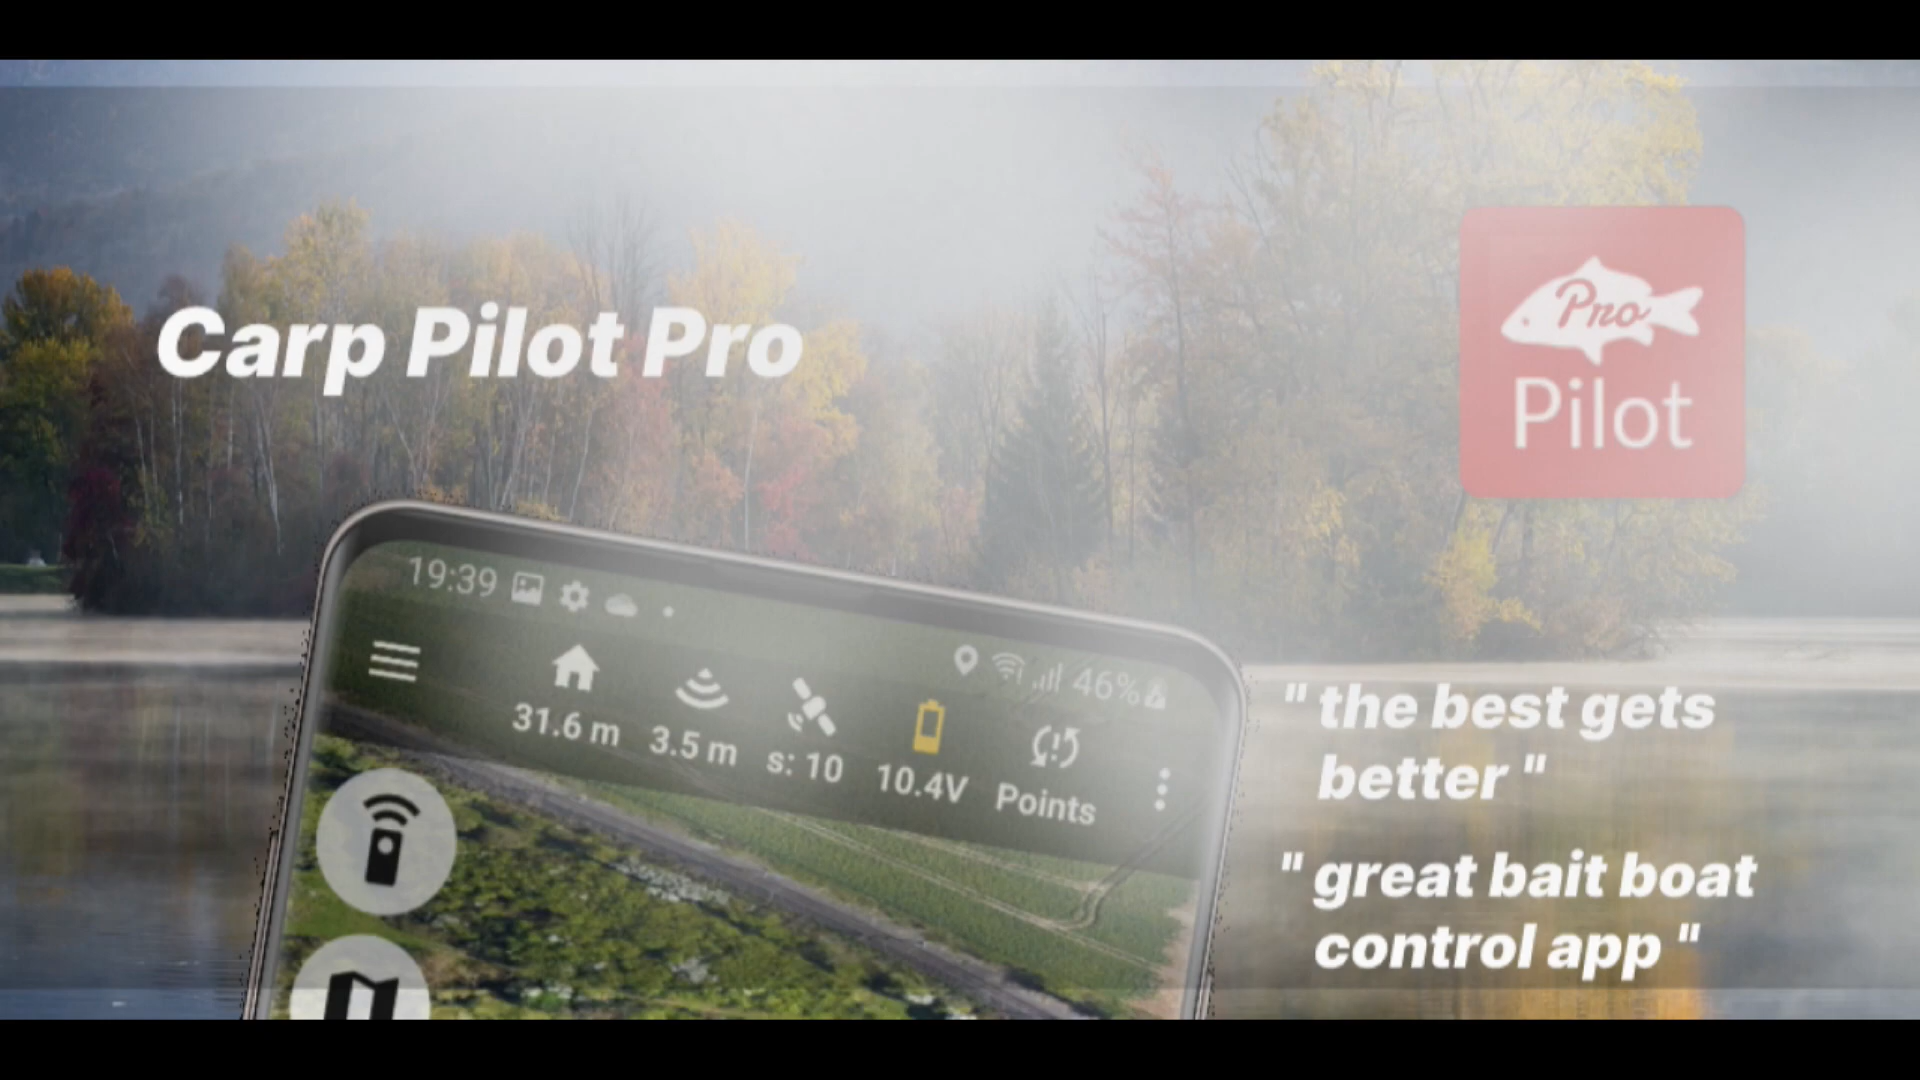 Carp Pilot Pro
Pro
Pilot
19:39
46%
31.6 m
3.5 m
s: 10
10.4V
Points
" the best gets
better "
" great bait boat
control app "